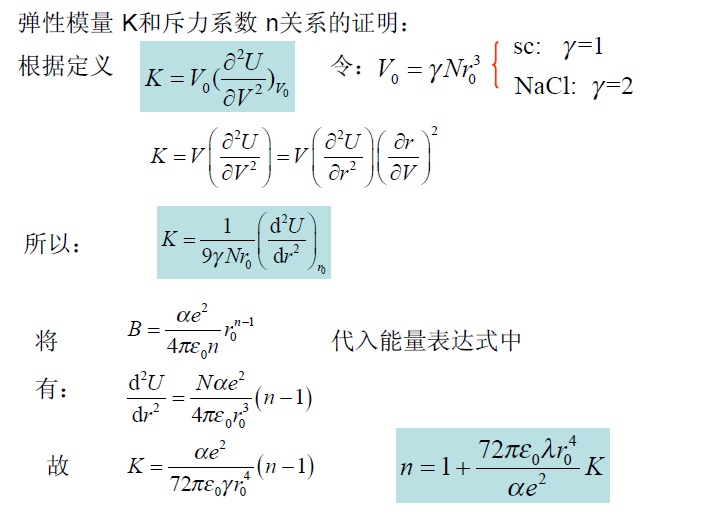 弹性模量 K和斥力系数 n关系的证明：
根据定义 K = V₀(∂²U/∂V²)_{V₀} 令：V₀ = γNr₀³ { sc: γ=1
NaCl: γ=2
K = V(∂²U/∂V²) = V(∂²U/∂r²)(∂r/∂V)²
所以： K = 1/(9γNr₀) (d²U/dr²)_{r₀}
将 B = αe²/(4πε₀n) r₀ⁿ⁻¹ 代入能量表达式中
有： d²U/dr² = Nαe²/(4πε₀r₀³) (n−1)
故 K = αe²/(72πε₀γr₀⁴) (n−1) n = 1 + 72πε₀λr₀⁴/(αe²) K